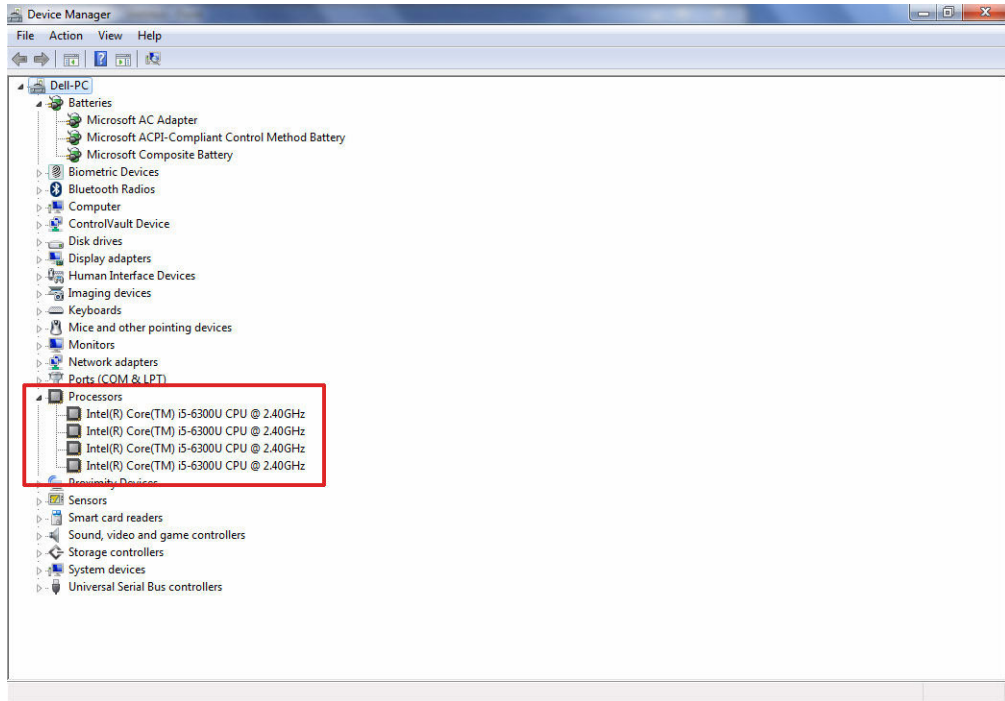 Device Manager
File Action View Help
Dell-PC
Batteries
Microsoft AC Adapter
Microsoft ACPI-Compliant Control Method Battery
Microsoft Composite Battery
Biometric Devices
Bluetooth Radios
Computer
ControlVault Device
Disk drives
Display adapters
Human Interface Devices
Imaging devices
Keyboards
Mice and other pointing devices
Monitors
Network adapters
Ports (COM & LPT)
Processors
Intel(R) Core(TM) i5-6300U CPU @ 2.40GHz
Intel(R) Core(TM) i5-6300U CPU @ 2.40GHz
Intel(R) Core(TM) i5-6300U CPU @ 2.40GHz
Intel(R) Core(TM) i5-6300U CPU @ 2.40GHz
Proximity Devices
Sensors
Smart card readers
Sound, video and game controllers
Storage controllers
System devices
Universal Serial Bus controllers